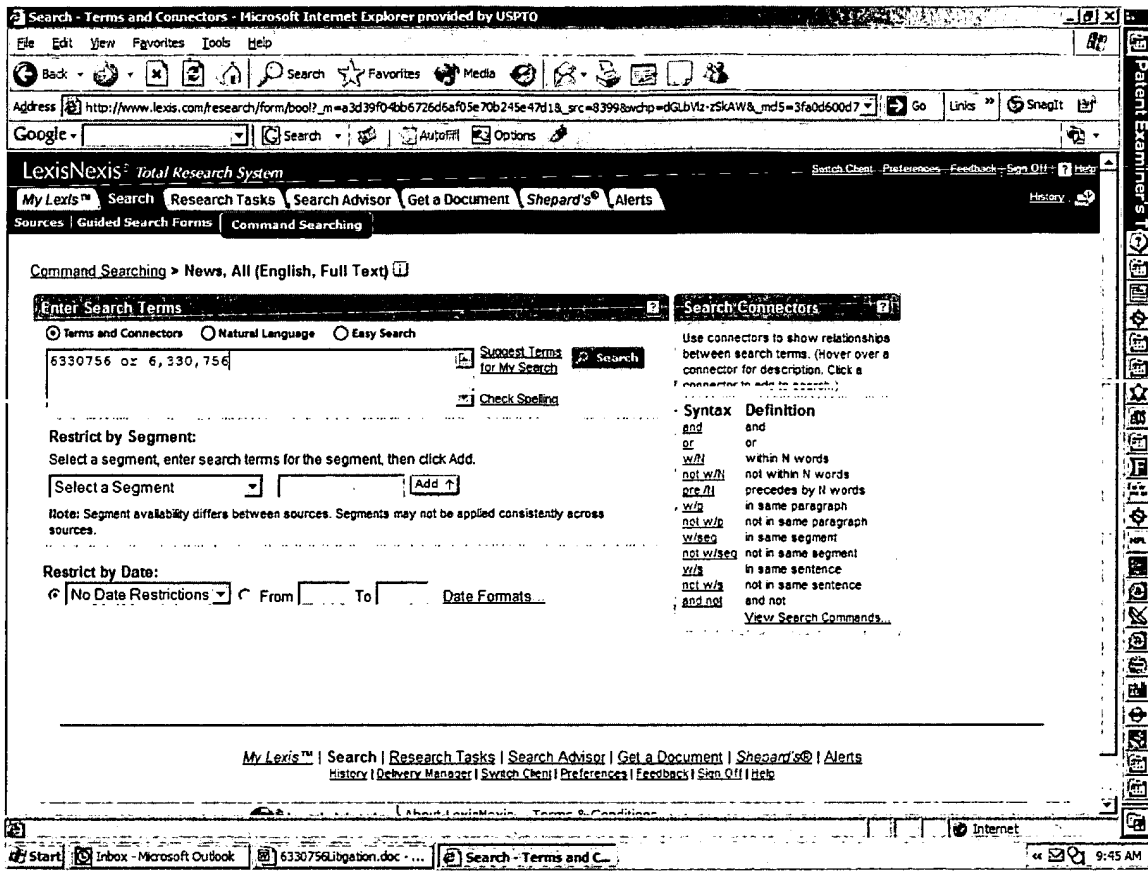 Search - Terms and Connectors - Microsoft Internet Explorer provided by USPTO
File Edit View Favorites Tools Help
Back Search Favorites Media
Address http://www.lexis.com/research/form/bool?_m=a3d39f04bb6726d6af05e70b245e47d1&_src=8399&wchp=dGLbVlz-zSkAW&_md5=3fa0d600d7 Go Links » SnagIt
Google Search AutoFill Options
LexisNexis Total Research System Switch Client Preferences Feedback Sign Off ? Help
My Lexis™ Search Research Tasks Search Advisor Get a Document Shepard's® Alerts History
Sources | Guided Search Forms Command Searching
Command Searching > News, All (English, Full Text) i
Enter Search Terms ? Search Connectors ?
Terms and Connectors Natural Language Easy Search
6330756 or 6,330,756
Suggest Terms for My Search Search
Check Spelling
Use connectors to show relationships
between search terms. (Hover over a
connector for description. Click a
connector to add to search.)
Syntax Definition
and and
or or
w/N within N words
not w/N not within N words
pre /N precedes by N words
w/p in same paragraph
not w/p not in same paragraph
w/seg in same segment
not w/seg not in same segment
w/s in same sentence
not w/s not in same sentence
and not and not
View Search Commands...
Restrict by Segment:
Select a segment, enter search terms for the segment, then click Add.
Select a Segment Add ↑
Note: Segment availability differs between sources. Segments may not be applied consistently across
sources.
Restrict by Date:
No Date Restrictions From To Date Formats...
My Lexis™ | Search | Research Tasks | Search Advisor | Get a Document | Shepard's® | Alerts
History | Delivery Manager | Switch Client | Preferences | Feedback | Sign Off | Help
About LexisNexis Terms & Conditions
Internet
Start Inbox - Microsoft Outlook 6330756Litigation.doc - ... Search - Terms and C... « 9:45 AM
Patent Examiner's T